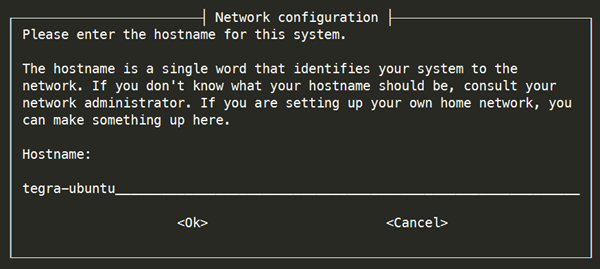 Network configuration
Please enter the hostname for this system.
The hostname is a single word that identifies your system to the
network. If you don't know what your hostname should be, consult your
network administrator. If you are setting up your own home network, you
can make something up here.
Hostname:
tegra-ubuntu____________________________________________________________
<Ok> <Cancel>